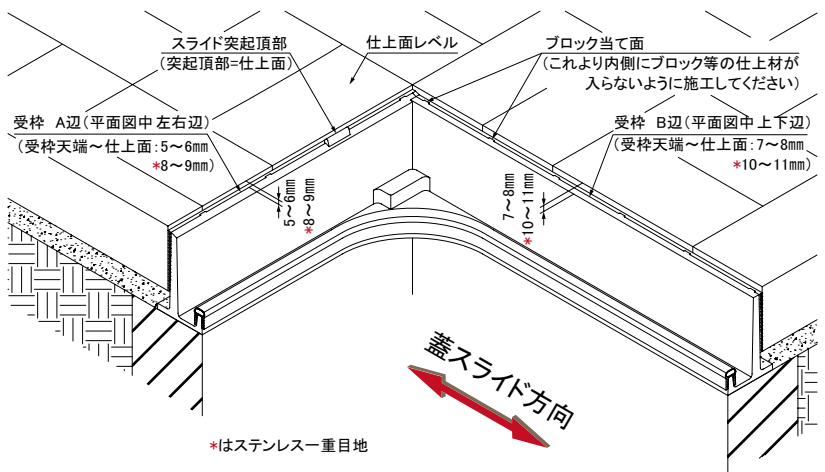 スライド突起頂部
(突起頂部=仕上面)
仕上面レベル
ブロック当て面
(これより内側にブロック等の仕上材が
入らないように施工してください)
受枠 A辺(平面図中左右辺)
(受枠天端～仕上面:5～6mm
*8～9mm)
受枠 B辺(平面図中上下辺)
(受枠天端～仕上面:7～8mm
*10～11mm)
5～6mm
*8～9mm
7～8mm
*10～11mm
蓋スライド方向
*はステンレス一重目地